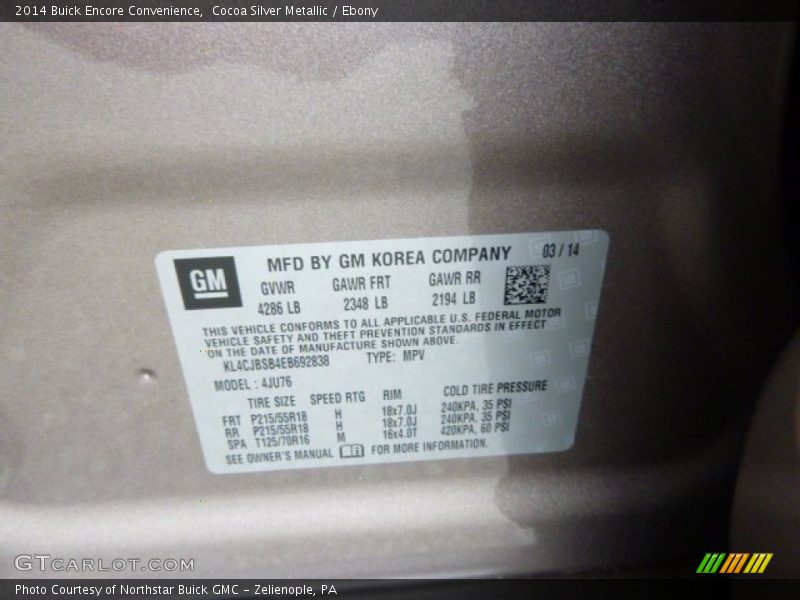 2014 Buick Encore Convenience, Cocoa Silver Metallic / Ebony
GM
MFD BY GM KOREA COMPANY 03 / 14
GVWR GAWR FRT GAWR RR
4286 LB 2348 LB 2194 LB
THIS VEHICLE CONFORMS TO ALL APPLICABLE U.S. FEDERAL MOTOR
VEHICLE SAFETY AND THEFT PREVENTION STANDARDS IN EFFECT
ON THE DATE OF MANUFACTURE SHOWN ABOVE.
KL4CJBSB4EB692838 TYPE: MPV
MODEL : 4JU76
TIRE SIZE SPEED RTG RIM COLD TIRE PRESSURE
FRT P215/55R18 H 18x7.0J 240KPA, 35 PSI
RR P215/55R18 H 18x7.0J 240KPA, 35 PSI
SPA T125/70R16 M 16x4.0T 420KPA, 60 PSI
SEE OWNER'S MANUAL FOR MORE INFORMATION.
GTCARLOT.COM
Photo Courtesy of Northstar Buick GMC - Zelienople, PA